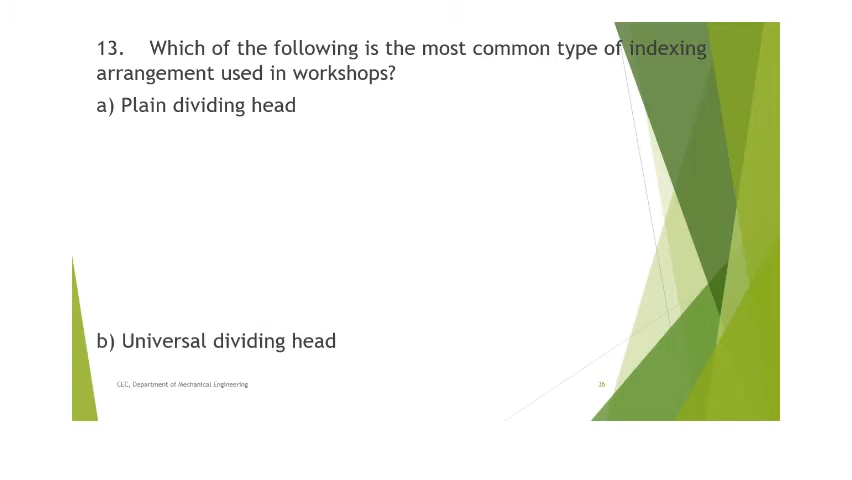 13. Which of the following is the most common type of indexing
arrangement used in workshops?
a) Plain dividing head
b) Universal dividing head
CEC, Department of Mechanical Engineering
36